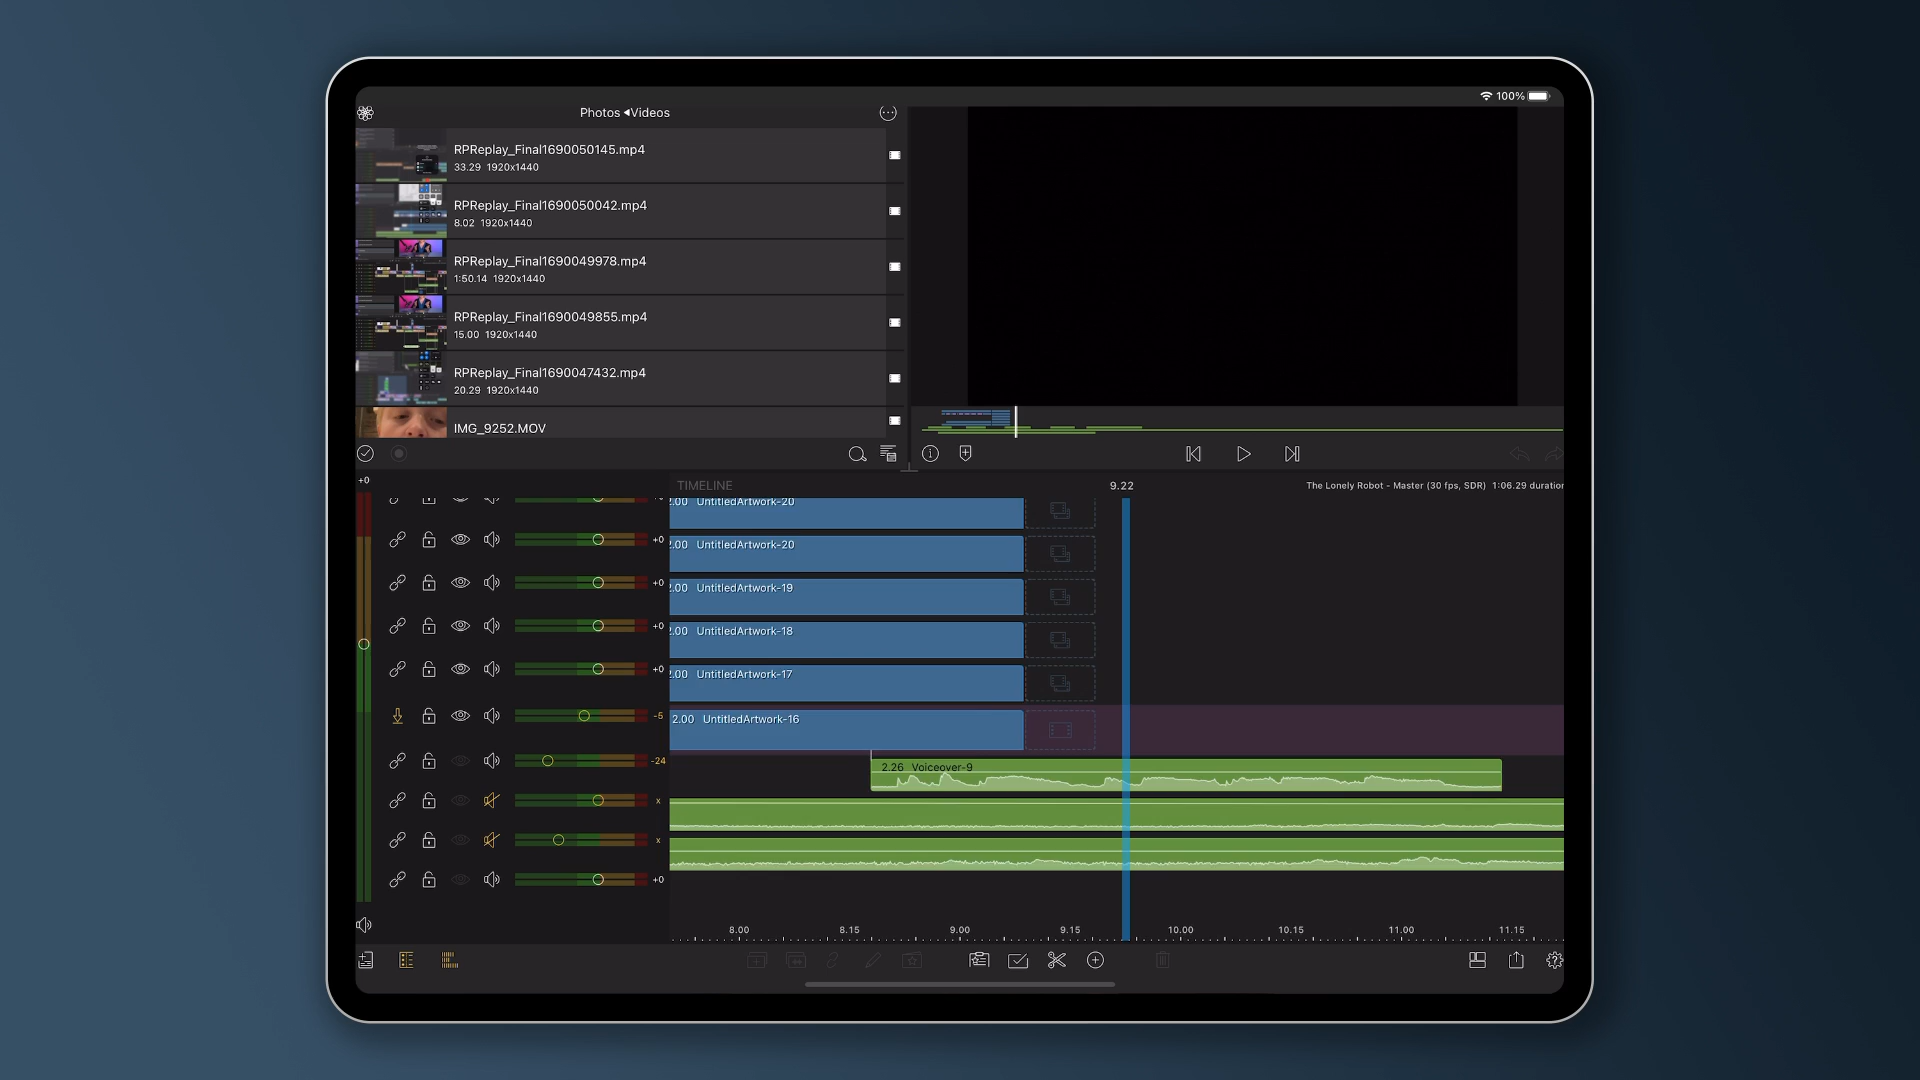 100%
Photos ◂Videos
RPReplay_Final1690050145.mp4
33.29 1920x1440
RPReplay_Final1690050042.mp4
8.02 1920x1440
RPReplay_Final1690049978.mp4
1:50.14 1920x1440
RPReplay_Final1690049855.mp4
15.00 1920x1440
RPReplay_Final1690047432.mp4
20.29 1920x1440
IMG_9252.MOV
+0
TIMELINE
9.22
The Lonely Robot - Master (30 fps, SDR) 1:06.29 duration
2.00 UntitledArtwork-20
+0
2.00 UntitledArtwork-20
+0
2.00 UntitledArtwork-19
+0
2.00 UntitledArtwork-18
+0
2.00 UntitledArtwork-17
-5
2.00 UntitledArtwork-16
-24
2.26 Voiceover-9
x
x
+0
8.00 8.15 9.00 9.15 10.00 10.15 11.00 11.15